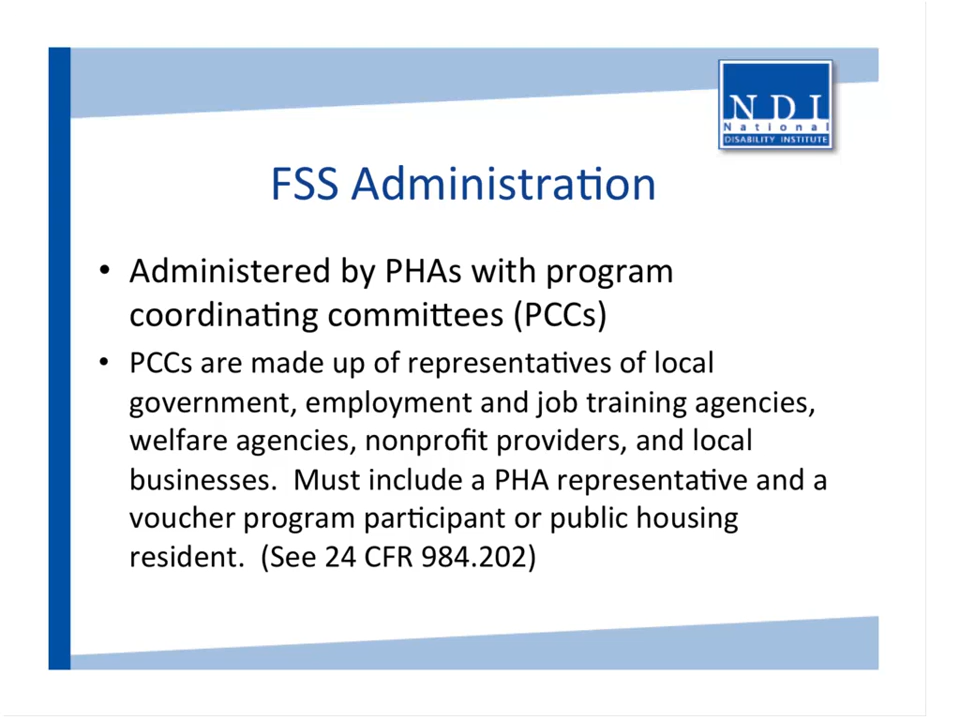 NDI
National
DISABILITY INSTITUTE
FSS Administration
• Administered by PHAs with program
coordinating committees (PCCs)
• PCCs are made up of representatives of local
government, employment and job training agencies,
welfare agencies, nonprofit providers, and local
businesses.  Must include a PHA representative and a
voucher program participant or public housing
resident.  (See 24 CFR 984.202)